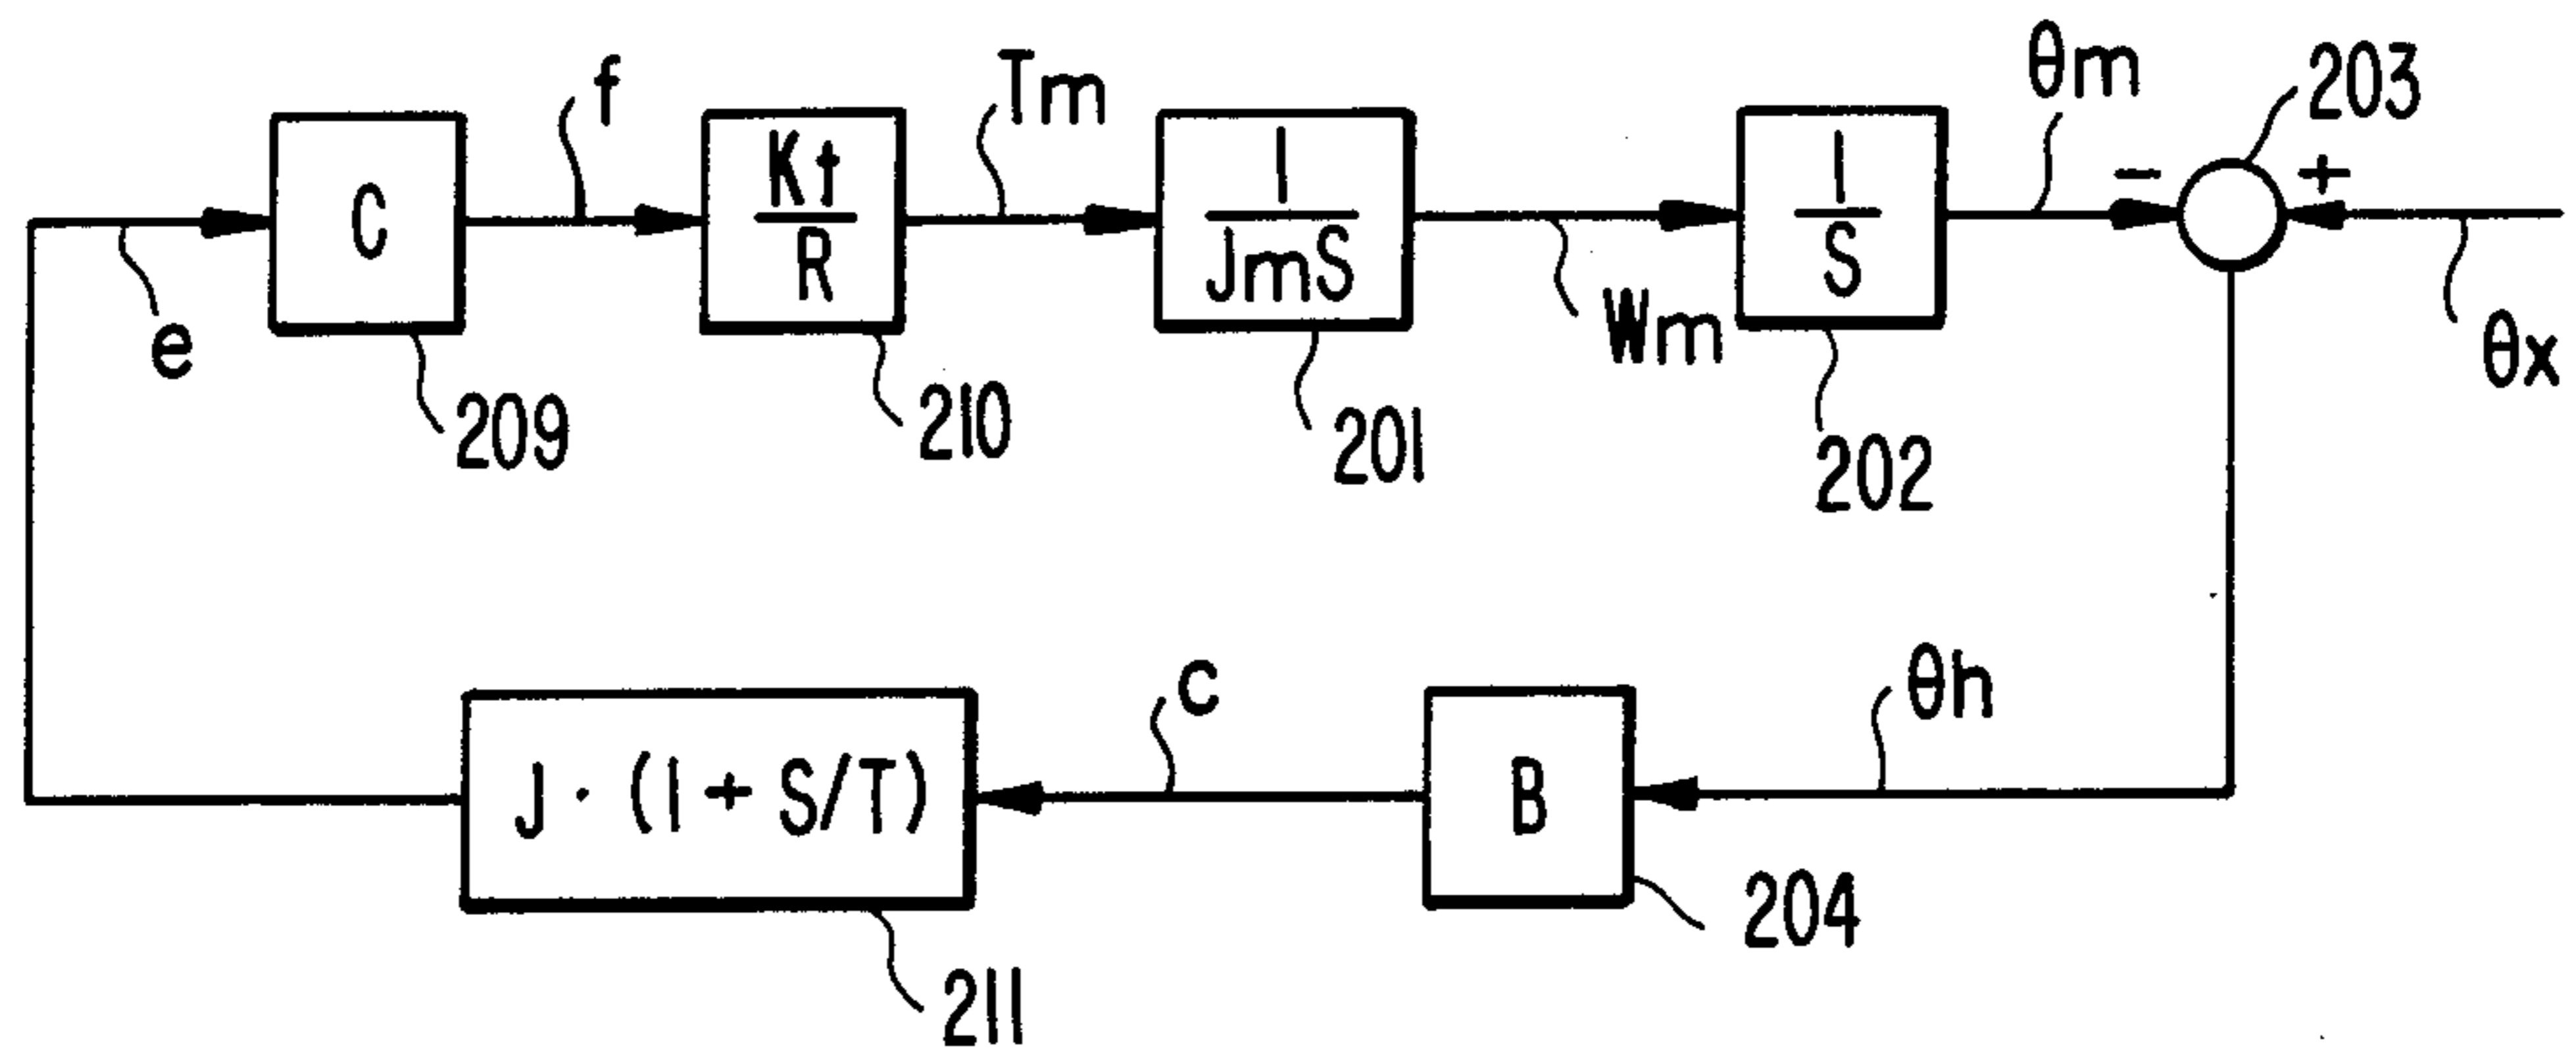 f
Tm
θm
203
C
Kt
R
1
JmS
1
S
−
+
e
Wm
θx
209
210
201
202
J · (1 + S/T)
c
B
θh
211
204